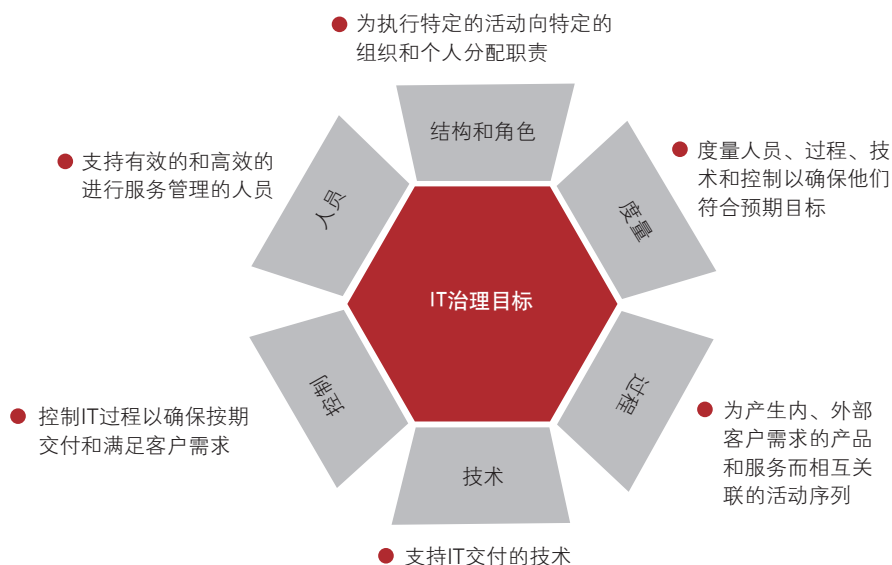 为执行特定的活动向特定的
组织和个人分配职责
结构和角色
支持有效的和高效的
进行服务管理的人员
人员
度量人员、过程、技
术和控制以确保他们
符合预期目标
度量
IT治理目标
控制
控制IT过程以确保按期
交付和满足客户需求
过程
为产生内、外部
客户需求的产品
和服务而相互关
联的活动序列
技术
支持IT交付的技术